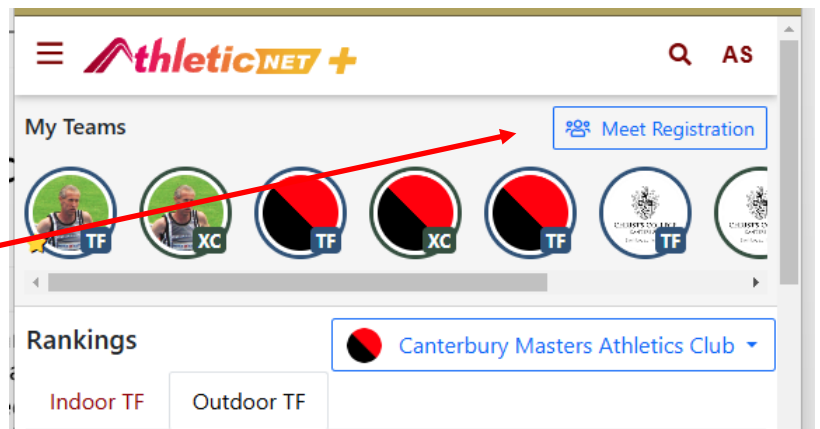 AthleticNET +
AS
My Teams
Meet Registration
TF
XC
TF
XC
TF
TF
Rankings
Canterbury Masters Athletics Club
Indoor TF
Outdoor TF